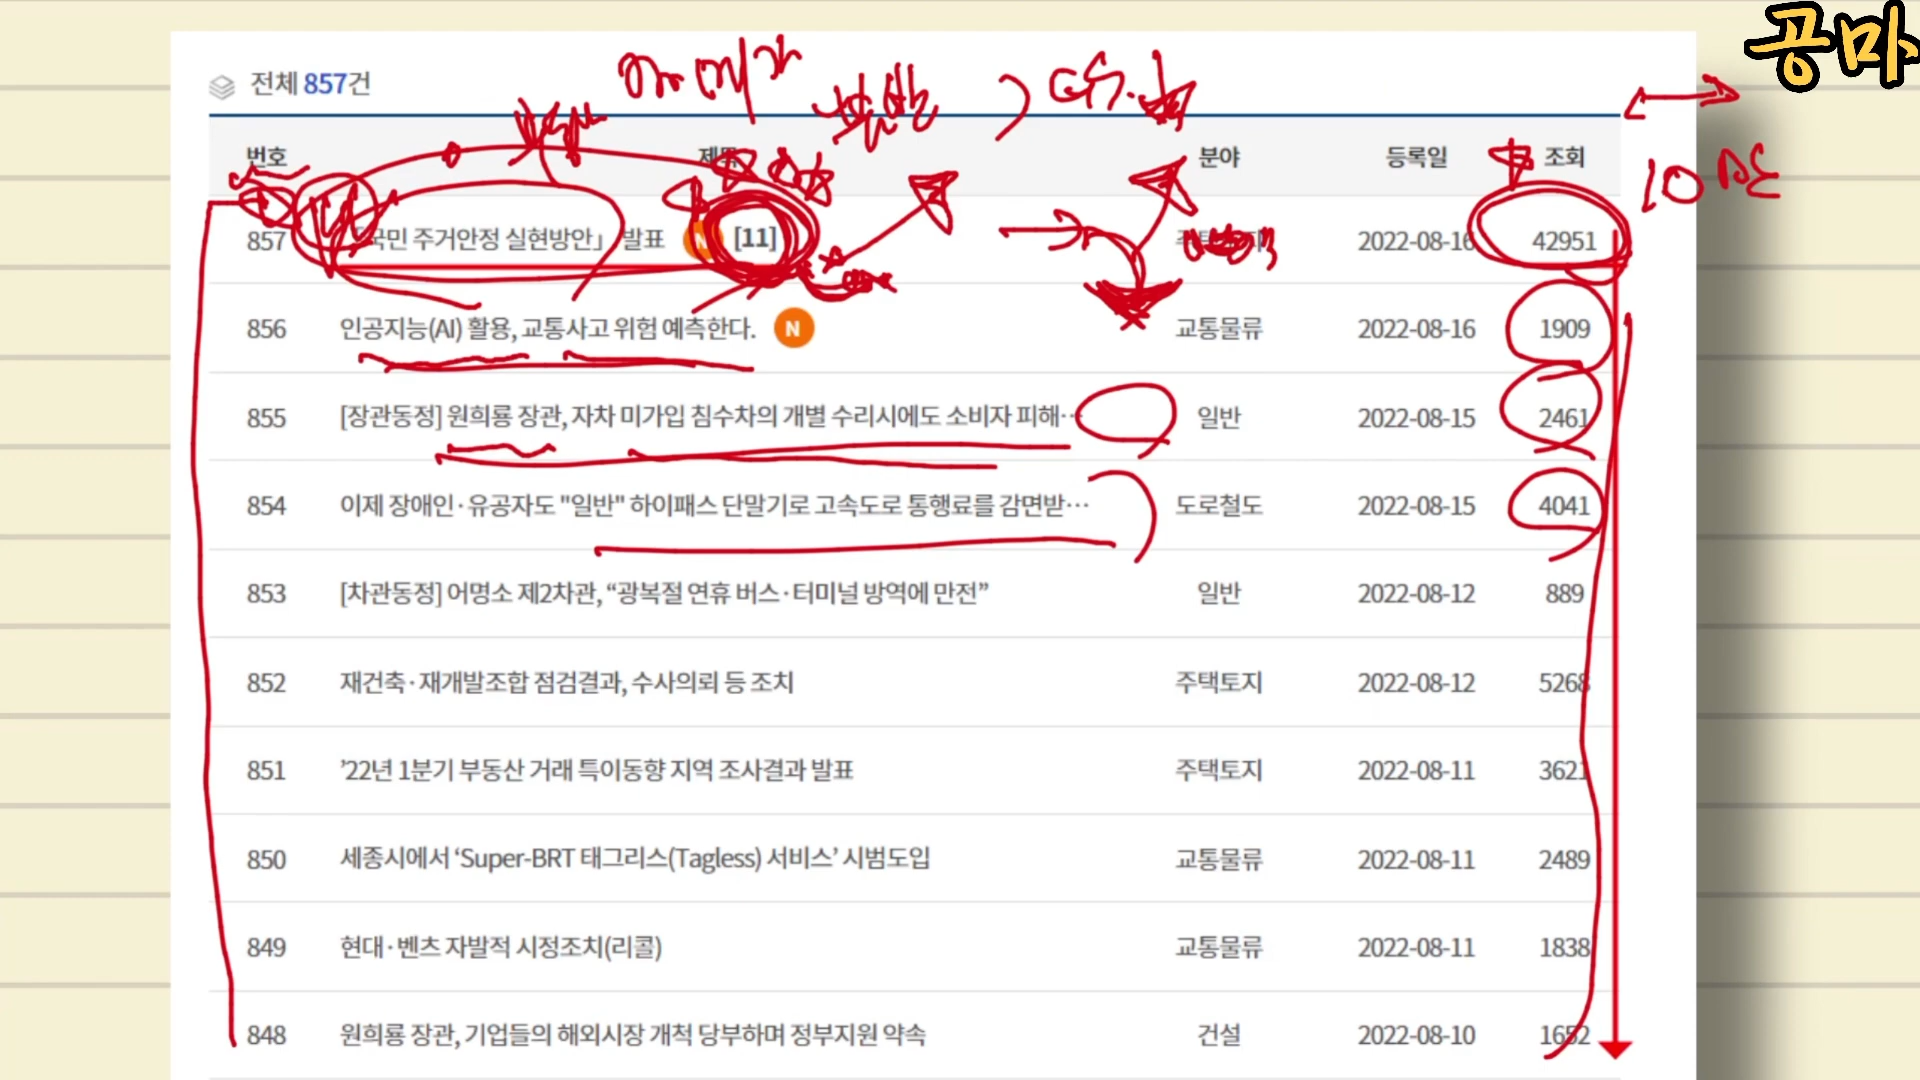 공마
전체 857건
번호 제목 분야 등록일 조회
857 「국민 주거안정 실현방안」 발표 N [11] 2022-08-16 42951
10만
856 인공지능(AI) 활용, 교통사고 위험 예측한다. N 교통물류 2022-08-16 1909
855 [장관동정] 원희룡 장관, 자차 미가입 침수차의 개별 수리시에도 소비자 피해… 일반 2022-08-15 2461
854 이제 장애인·유공자도 "일반" 하이패스 단말기로 고속도로 통행료를 감면받… 도로철도 2022-08-15 4041
853 [차관동정] 어명소 제2차관, “광복절 연휴 버스·터미널 방역에 만전” 일반 2022-08-12 889
852 재건축·재개발조합 점검결과, 수사의뢰 등 조치 주택토지 2022-08-12 5268
851 ’22년 1분기 부동산 거래 특이동향 지역 조사결과 발표 주택토지 2022-08-11 3621
850 세종시에서 ‘Super-BRT 태그리스(Tagless) 서비스’ 시범도입 교통물류 2022-08-11 2489
849 현대·벤츠 자발적 시정조치(리콜) 교통물류 2022-08-11 1838
848 원희룡 장관, 기업들의 해외시장 개척 당부하며 정부지원 약속 건설 2022-08-10 1652